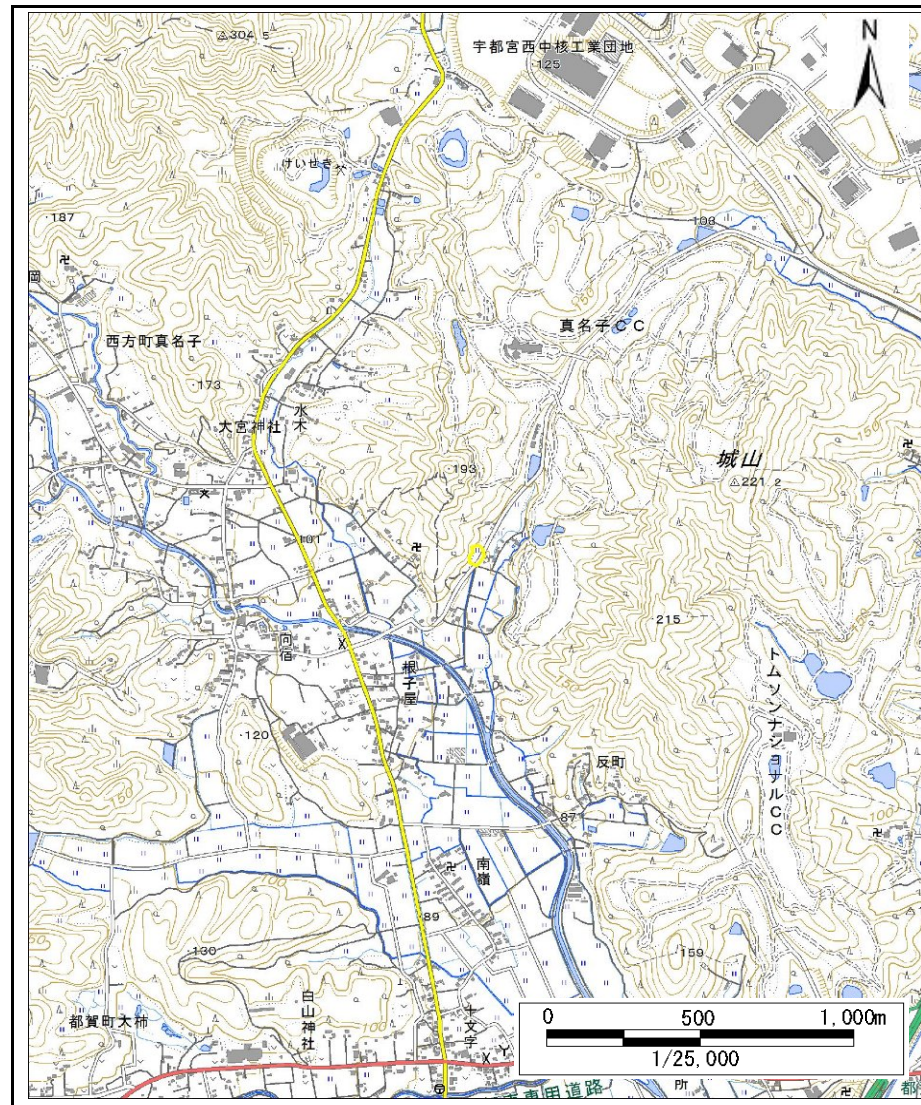 304.5
宇都宮西中核工業団地
125
N
けいせき
187
108
岡
西方町真名子
真名子CC
173
水木
大宮神社
193
城山
221.2
101
215
向宿
根子屋
トムソンナショナルCC
120
反町
87
南嶺
89
130
159
白山神社
都賀町大柿
十文字
0 500 1,000m
1/25,000
都